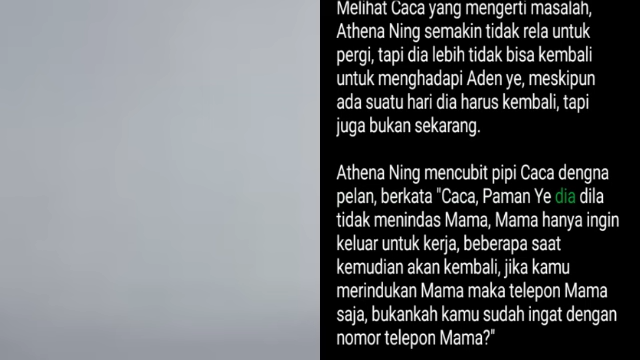 Melihat Caca yang mengerti masalah,
Athena Ning semakin tidak rela untuk
pergi, tapi dia lebih tidak bisa kembali
untuk menghadapi Aden ye, meskipun
ada suatu hari dia harus kembali, tapi
juga bukan sekarang.
Athena Ning mencubit pipi Caca dengna
pelan, berkata "Caca, Paman Ye dia dila
tidak menindas Mama, Mama hanya ingin
keluar untuk kerja, beberapa saat
kemudian akan kembali, jika kamu
merindukan Mama maka telepon Mama
saja, bukankah kamu sudah ingat dengan
nomor telepon Mama?"